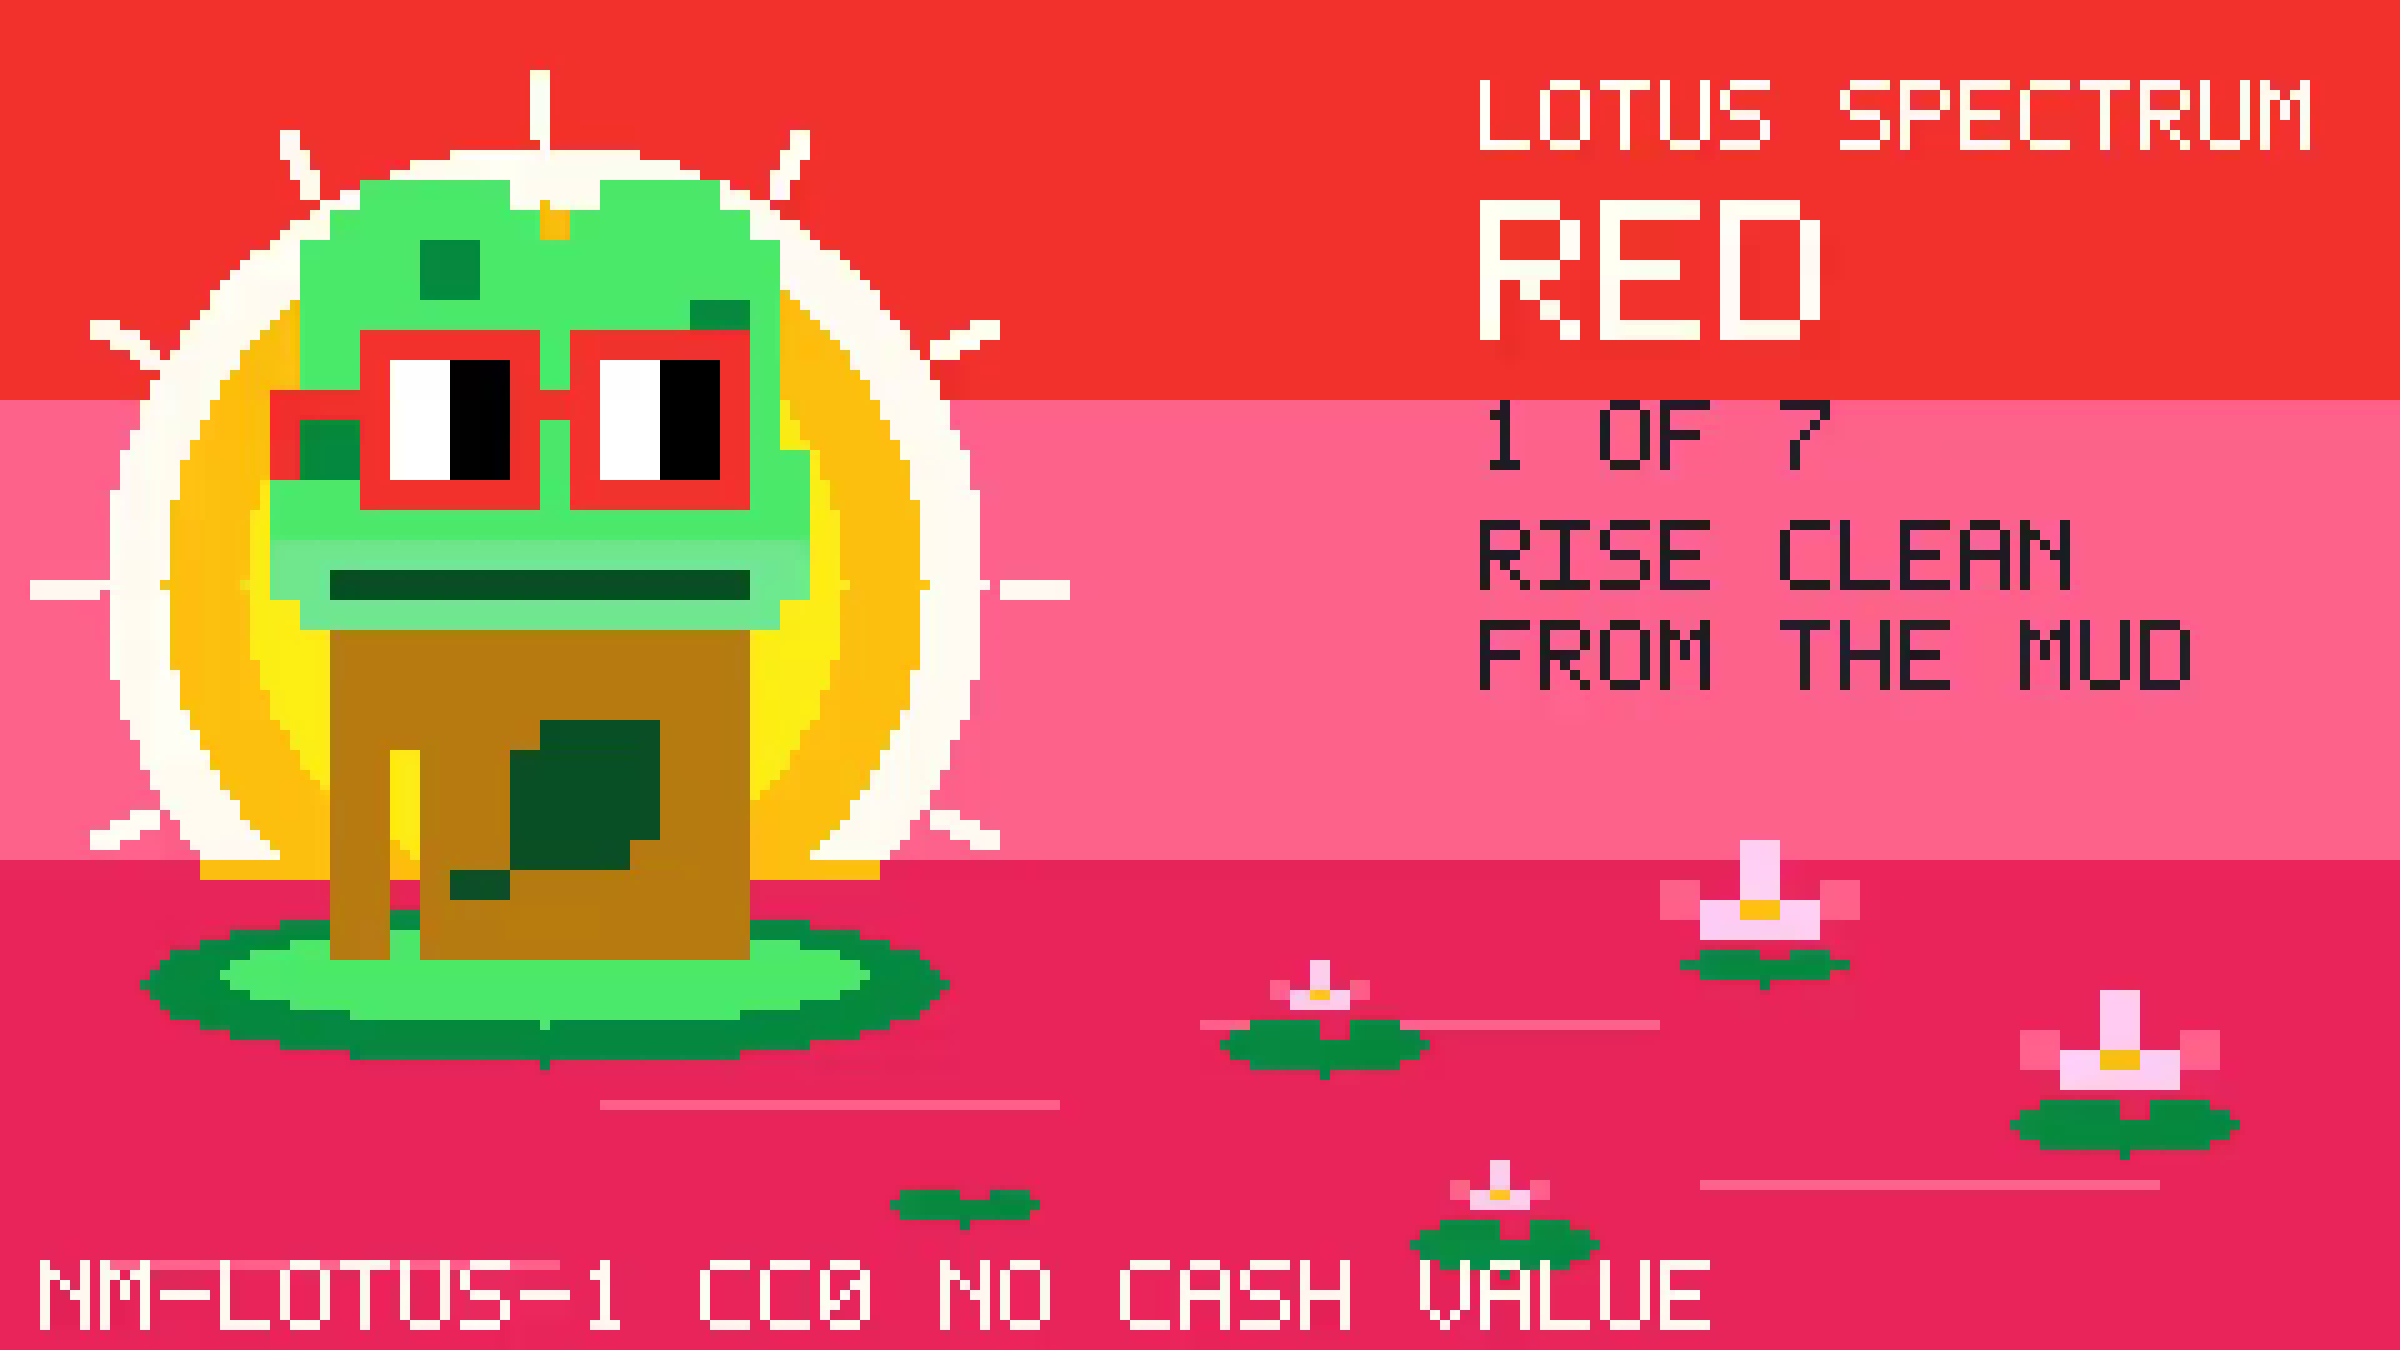 LOTUS SPECTRUM
RED
1 OF 7
RISE CLEAN
FROM THE MUD
NM-LOTUS-1 CC0 NO CASH VALUE